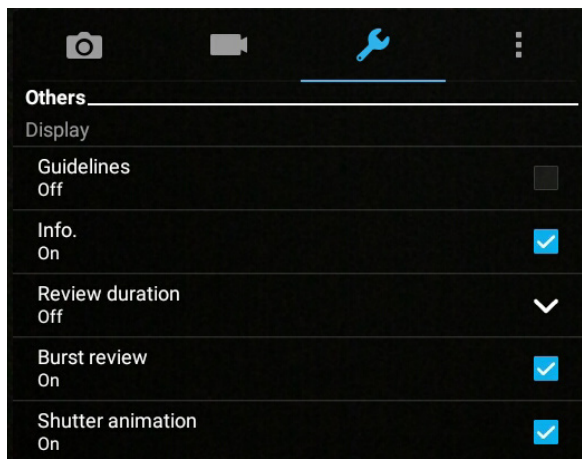 Others
Display
Guidelines
Off
Info.
On
Review duration
Off
Burst review
On
Shutter animation
On